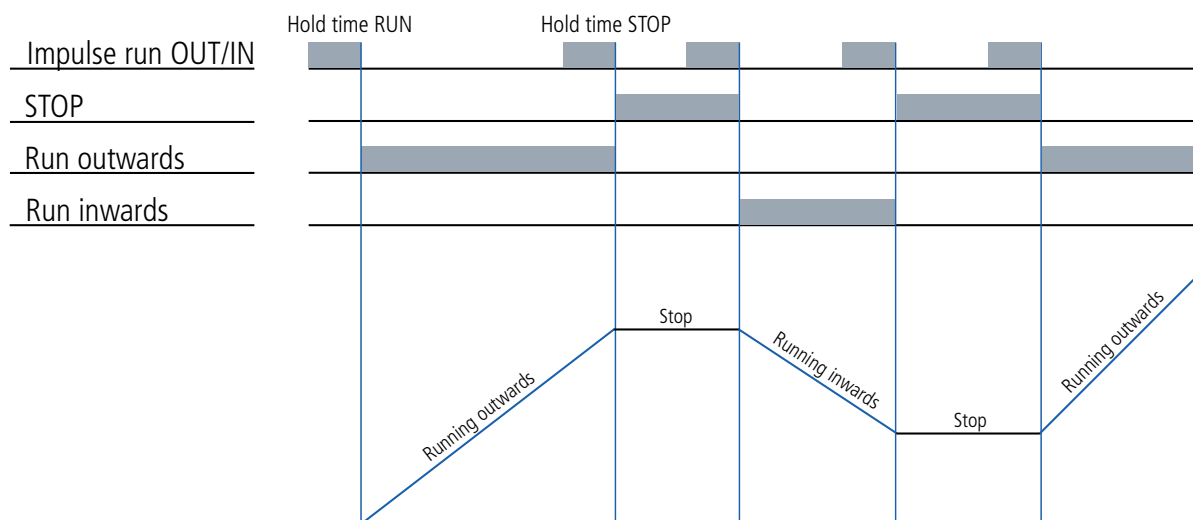 Hold time RUN
Hold time STOP
Impulse run OUT/IN
STOP
Run outwards
Run inwards
Running outwards
Stop
Running inwards
Stop
Running outwards